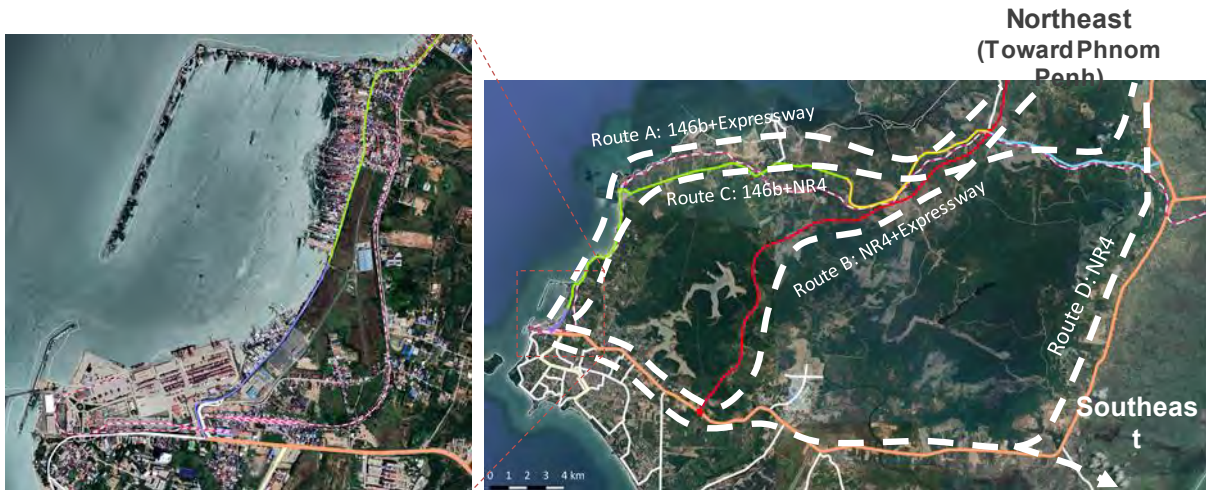 Northeast
(Toward Phnom
Penh)
Route A: 146b+Expressway
Route C: 146b+NR4
Route B: NR4+Expressway
Route D: NR4
Southeas
t
0 1 2 3 4 km